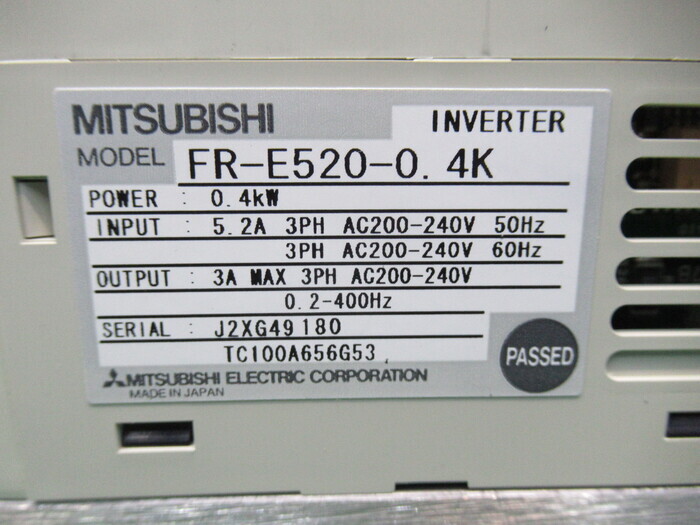 MITSUBISHI INVERTER
MODEL FR-E520-0.4K
POWER : 0.4kW
INPUT : 5.2A 3PH AC200-240V 50Hz
3PH AC200-240V 60Hz
OUTPUT : 3A MAX 3PH AC200-240V
0.2-400Hz
SERIAL : J2XG49180
TC100A656G53
PASSED
MITSUBISHI ELECTRIC CORPORATION
MADE IN JAPAN